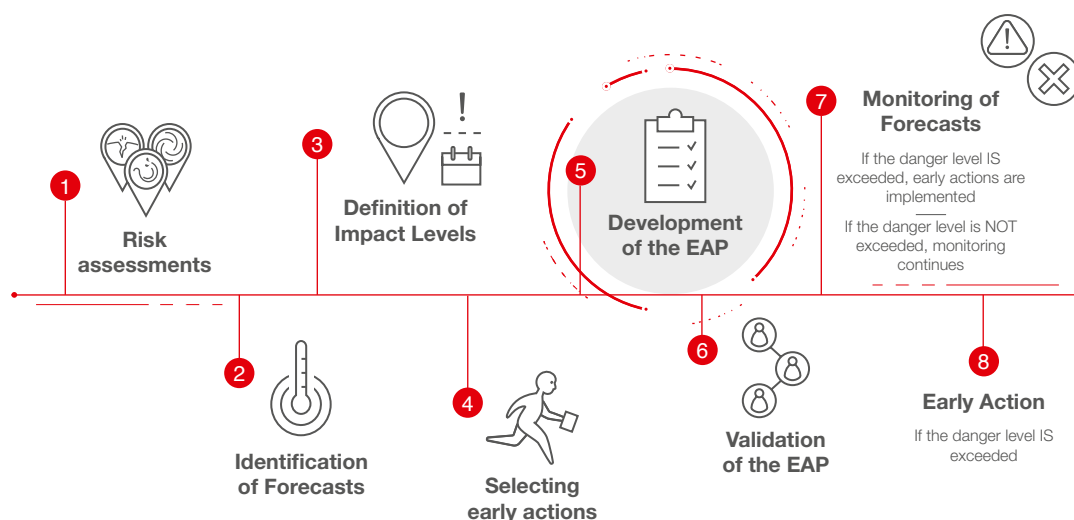 1
Risk
assessments
2
Identification
of Forecasts
3
Definition of
Impact Levels
4
Selecting
early actions
5
Development
of the EAP
6
Validation
of the EAP
7
Monitoring of
Forecasts
If the danger level IS
exceeded, early actions are
implemented
If the danger level is NOT
exceeded, monitoring
continues
8
Early Action
If the danger level IS
exceeded